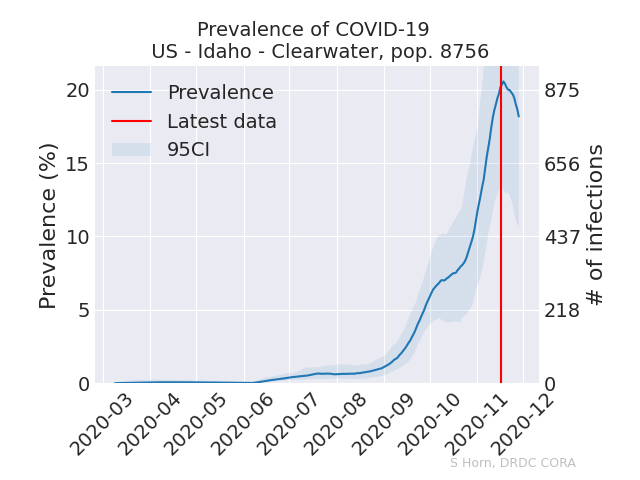 Prevalence of COVID-19
US - Idaho - Clearwater, pop. 8756
Prevalence
Latest data
95CI
Prevalence (%)
20
15
10
5
0
875
656
437
218
0
# of infections
2020-03
2020-04
2020-05
2020-06
2020-07
2020-08
2020-09
2020-10
2020-11
2020-12
S Horn, DRDC CORA